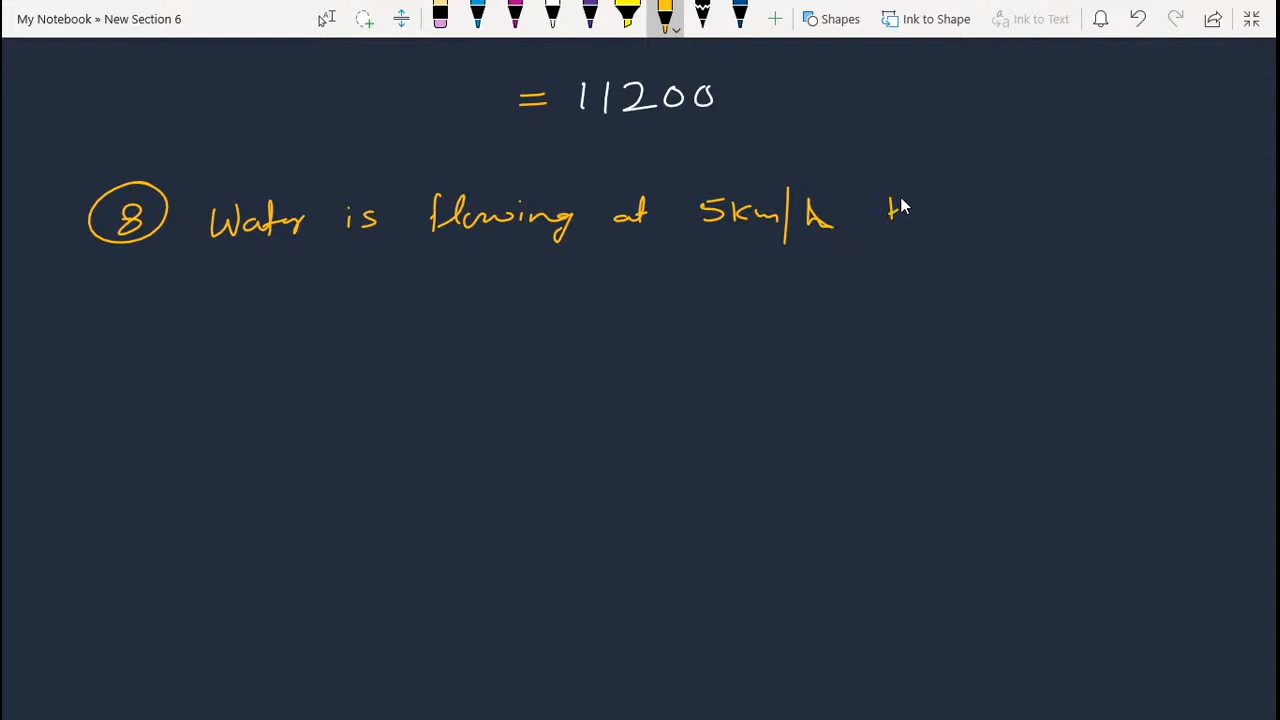 My Notebook » New Section 6
Shapes
Ink to Shape
Ink to Text
= 11200
8 Water is flowing at 5km/h